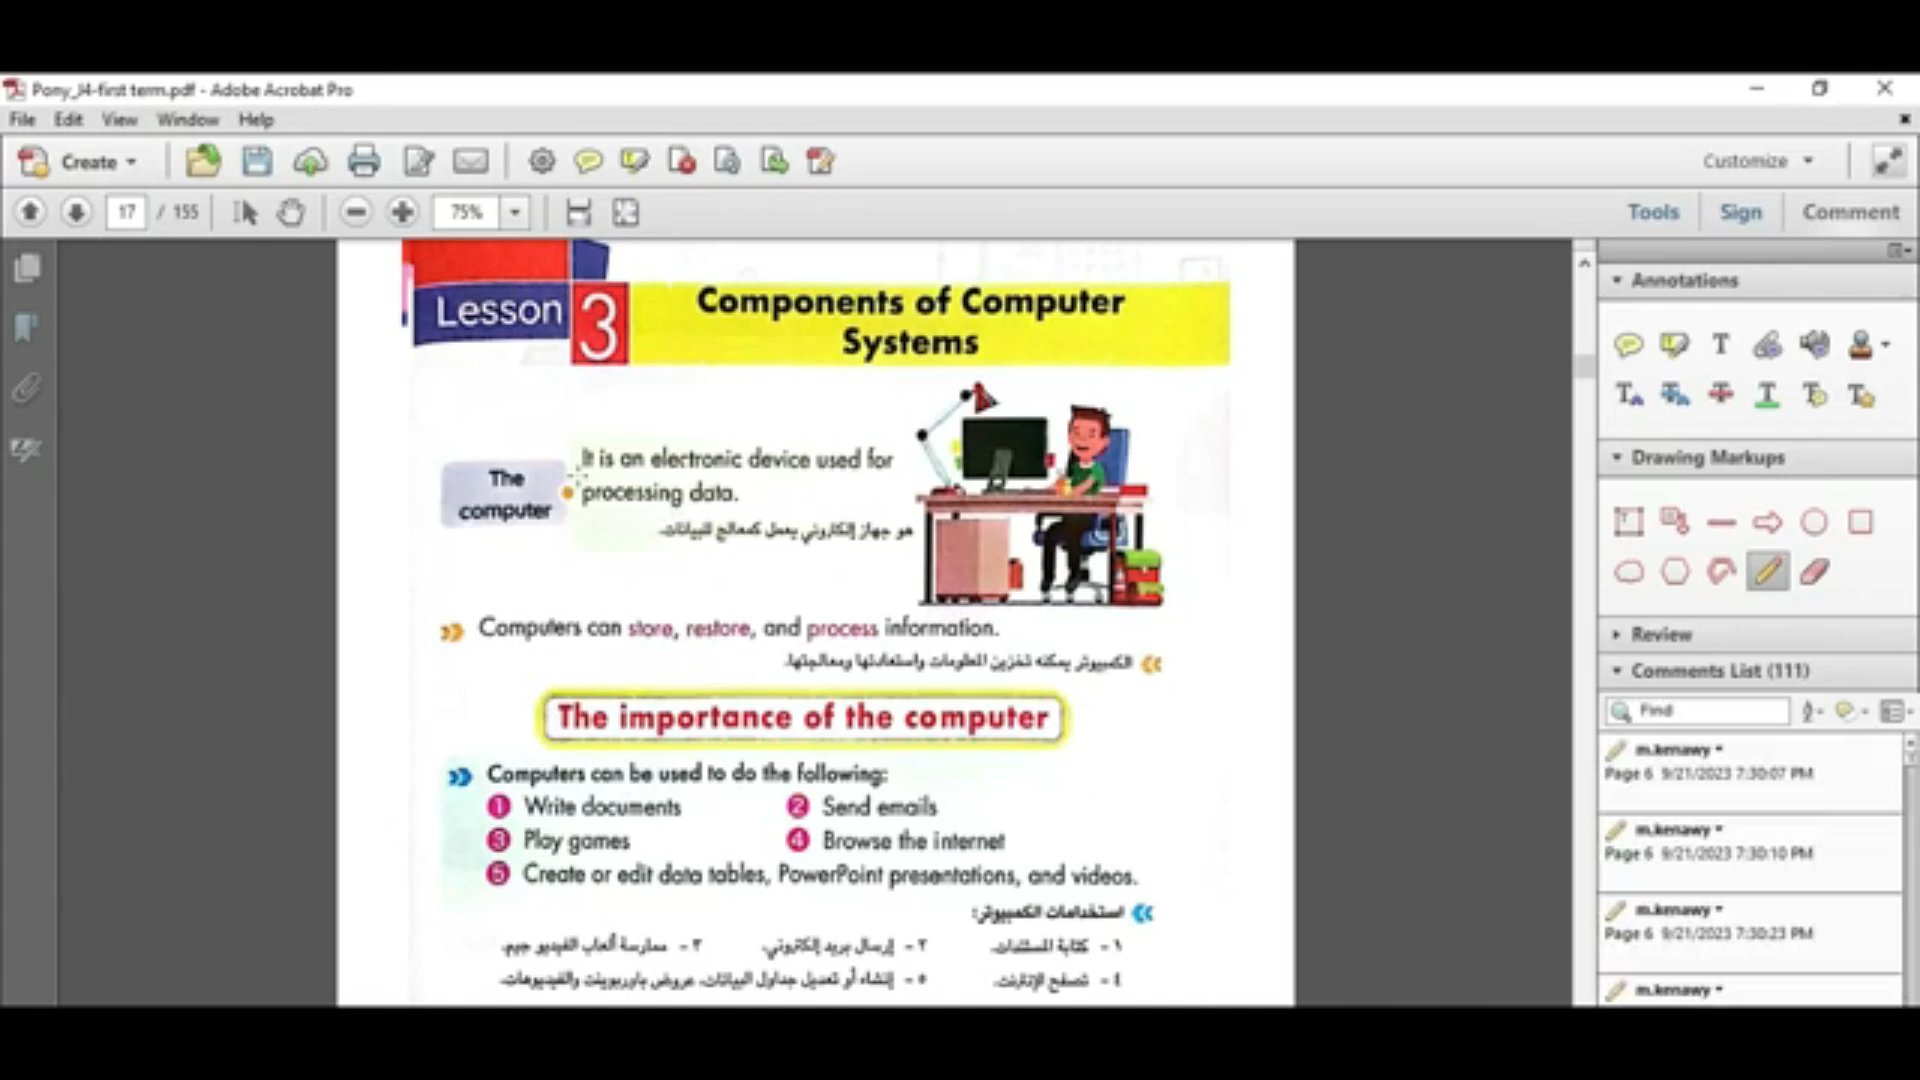 Pony_J4-first term.pdf - Adobe Acrobat Pro
File Edit View Window Help
Create Customize
17 / 155 75% Tools Sign Comment
Lesson 3
Components of Computer
Systems
The
computer
It is an electronic device used for
processing data.
هو جهاز إلكتروني يعمل كمعالج للبيانات.
Computers can store, restore, and process information.
الكمبيوتر يمكنه تخزين المعلومات واستعادتها ومعالجتها.
The importance of the computer
Computers can be used to do the following:
1 Write documents 2 Send emails
3 Play games 4 Browse the internet
5 Create or edit data tables, PowerPoint presentations, and videos.
استخدامات الكمبيوتر:
١ - كتابة المستندات. ٢ - إرسال بريد إلكتروني. ٣ - ممارسة ألعاب الفيديو جيم.
٤ - تصفح الإنترنت. ٥ - إنشاء أو تعديل جداول البيانات، عروض باوربوينت والفيديوهات.
Annotations
Drawing Markups
Review
Comments List (111)
Find
m.kenawy
Page 6 9/21/2023 7:30:07 PM
m.kenawy
Page 6 9/21/2023 7:30:10 PM
m.kenawy
Page 6 9/21/2023 7:30:23 PM
m.kenawy